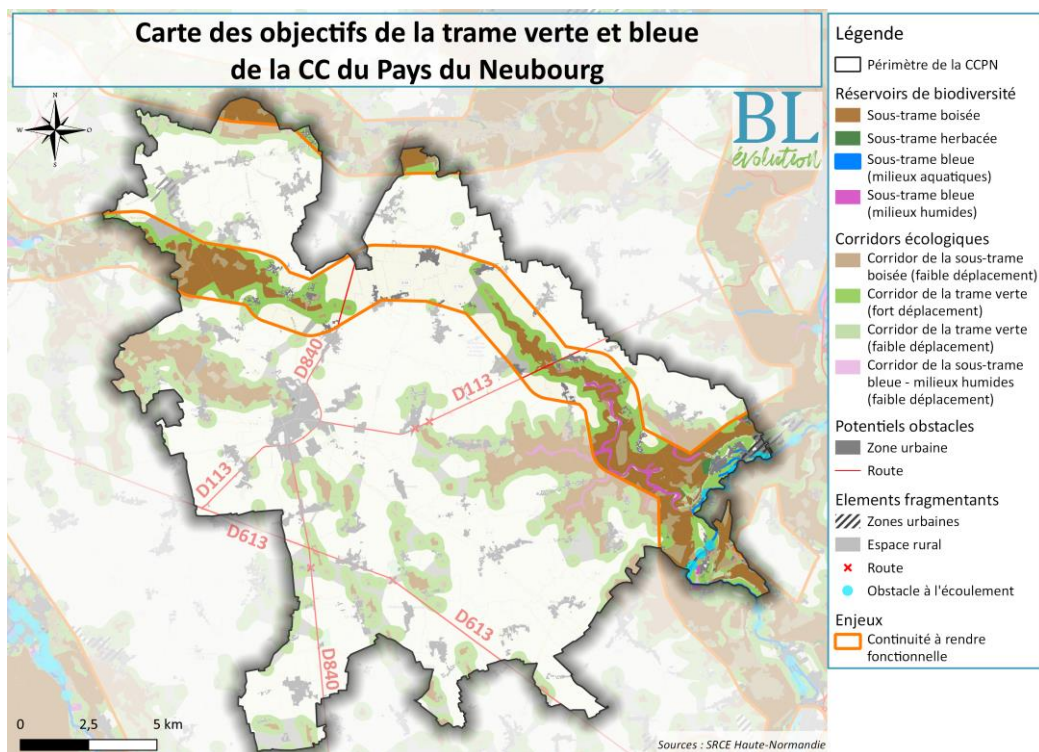 Carte des objectifs de la trame verte et bleue
de la CC du Pays du Neubourg
N
W
O
S
BL
évolution
D840
D113
D113
D613
D613
D840
0
2,5
5 km
Sources : SRCE Haute-Normandie
Légende
Périmètre de la CCPN
Réservoirs de biodiversité
Sous-trame boisée
Sous-trame herbacée
Sous-trame bleue
(milieux aquatiques)
Sous-trame bleue
(milieux humides)
Corridors écologiques
Corridor de la sous-trame
boisée (faible déplacement)
Corridor de la trame verte
(fort déplacement)
Corridor de la trame verte
(faible déplacement)
Corridor de la sous-trame
bleue - milieux humides
(faible déplacement)
Potentiels obstacles
Zone urbaine
Route
Elements fragmentants
Zones urbaines
Espace rural
Route
Obstacle à l'écoulement
Enjeux
Continuité à rendre
fonctionnelle